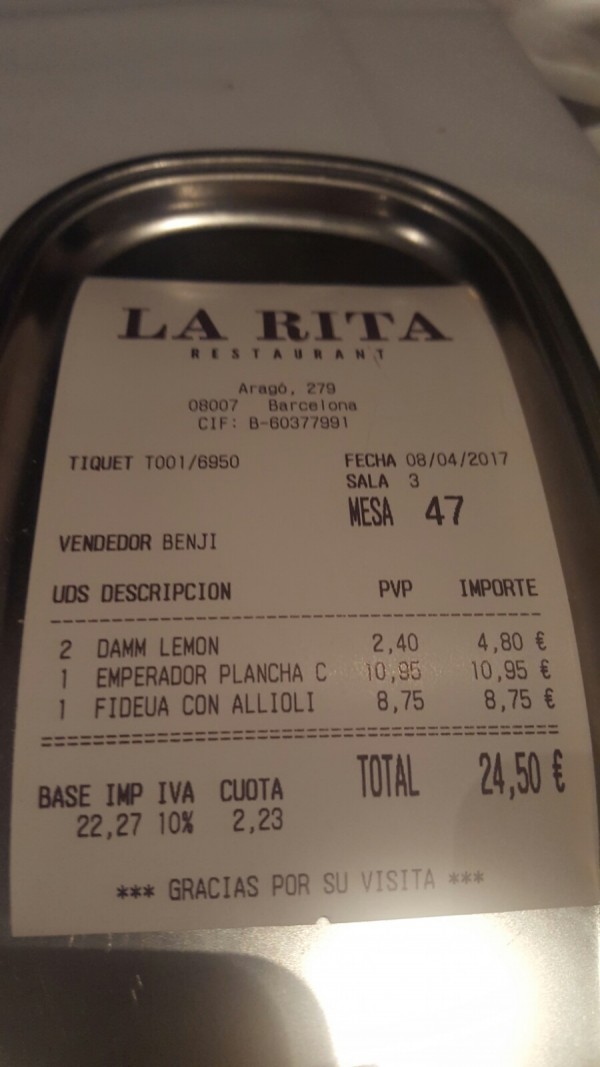 LA RITA
RESTAURANT
Aragó, 279
08007 Barcelona
CIF: B-60377991
TIQUET T001/6950 FECHA 08/04/2017
SALA 3
MESA 47
VENDEDOR BENJI
UDS DESCRIPCION PVP IMPORTE
2 DAMM LEMON 2,40 4,80 €
1 EMPERADOR PLANCHA C 10,95 10,95 €
1 FIDEUA CON ALLIOLI 8,75 8,75 €
BASE IMP IVA CUOTA TOTAL 24,50 €
22,27 10% 2,23
*** GRACIAS POR SU VISITA ***